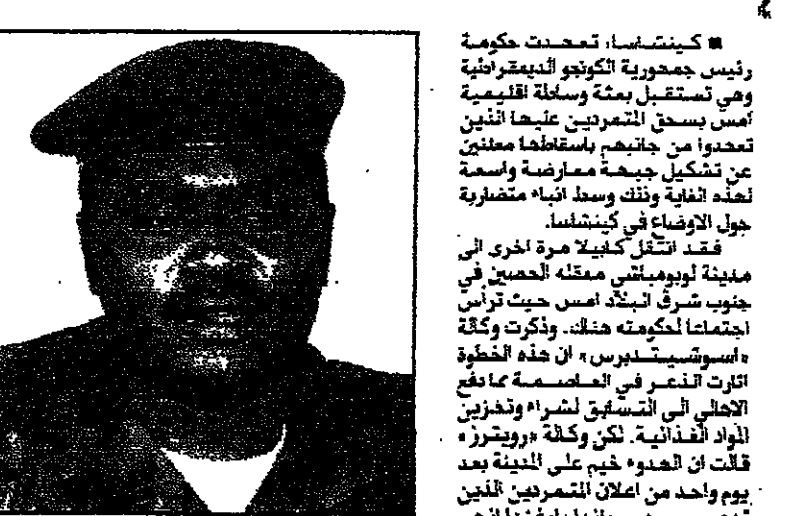 ■ كينشاسا: تعهدت حكومة
رئيس جمهورية الكونجو الديمقراطية
وهي تستقبل بعثة وساطة اقليمية
أمس بسحق المتمردين عليها الذين
تعهدوا من جانبهم باسقاطها معلنين
عن تشكيل جبهة معارضة واسعة
لهذه الغاية وذلك وسط انباء متضاربة
حول الاوضاع في كينشاسا.
فقد انتقل كابيلا مرة اخرى الى
مدينة لوبومباشي معقله الحصين في
جنوب شرق البلاد امس حيث ترأس
اجتماعا لحكومته هناك. وذكرت وكالة
«اسوشييتدبرس» ان هذه الخطوة
اثارت الذعر في العاصمة مما دفع
الاهالي الى التسابق لشراء وتخزين
المواد الغذائية. لكن وكالة «رويترز»
قالت ان الهدوء خيم على المدينة بعد
يوم واحد من اعلان المتمردين الذين